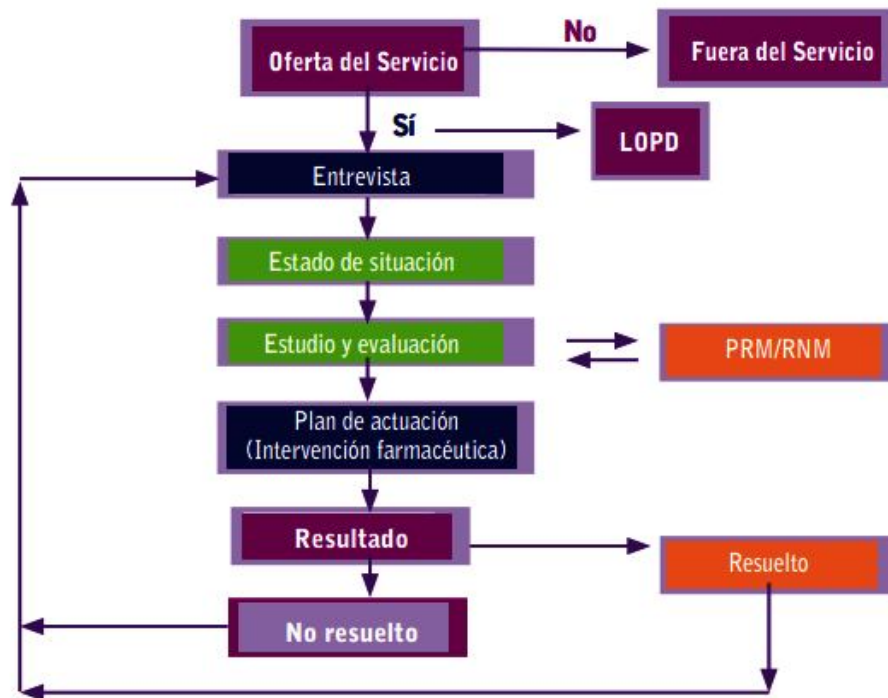 Oferta del Servicio
No
Fuera del Servicio
Sí
LOPD
Entrevista
Estado de situación
Estudio y evaluación
PRM/RNM
Plan de actuación
(Intervención farmacéutica)
Resultado
Resuelto
No resuelto